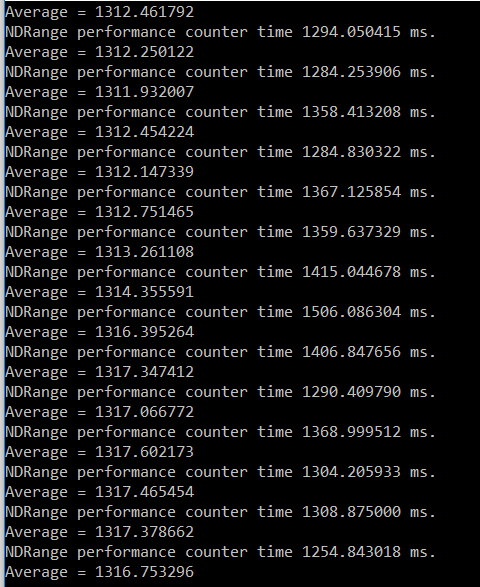 Average = 1312.461792
NDRange performance counter time 1294.050415 ms.
Average = 1312.250122
NDRange performance counter time 1284.253906 ms.
Average = 1311.932007
NDRange performance counter time 1358.413208 ms.
Average = 1312.454224
NDRange performance counter time 1284.830322 ms.
Average = 1312.147339
NDRange performance counter time 1367.125854 ms.
Average = 1312.751465
NDRange performance counter time 1359.637329 ms.
Average = 1313.261108
NDRange performance counter time 1415.044678 ms.
Average = 1314.355591
NDRange performance counter time 1506.086304 ms.
Average = 1316.395264
NDRange performance counter time 1406.847656 ms.
Average = 1317.347412
NDRange performance counter time 1290.409790 ms.
Average = 1317.066772
NDRange performance counter time 1368.999512 ms.
Average = 1317.602173
NDRange performance counter time 1304.205933 ms.
Average = 1317.465454
NDRange performance counter time 1308.875000 ms.
Average = 1317.378662
NDRange performance counter time 1254.843018 ms.
Average = 1316.753296